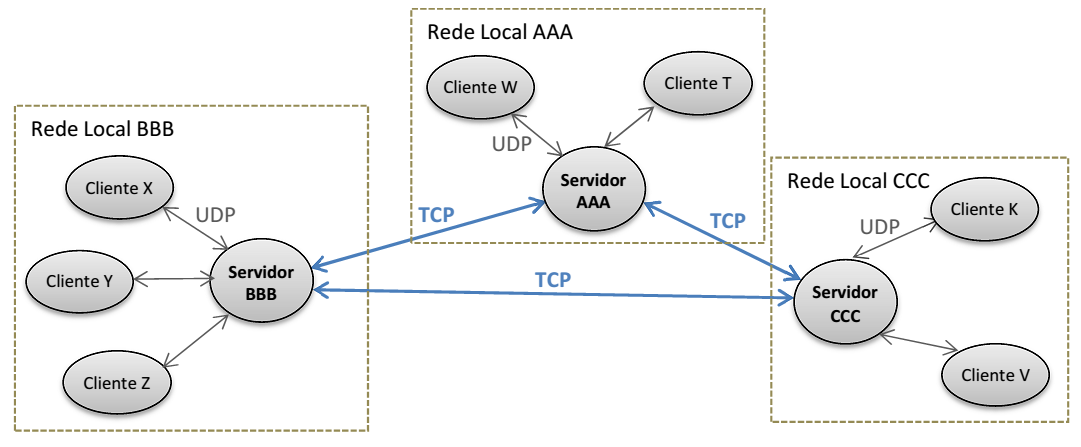 Rede Local AAA
Cliente W
Cliente T
UDP
Servidor
AAA
Rede Local BBB
Cliente X
UDP
Cliente Y
Servidor
BBB
Cliente Z
TCP
TCP
TCP
Rede Local CCC
Cliente K
UDP
Servidor
CCC
Cliente V